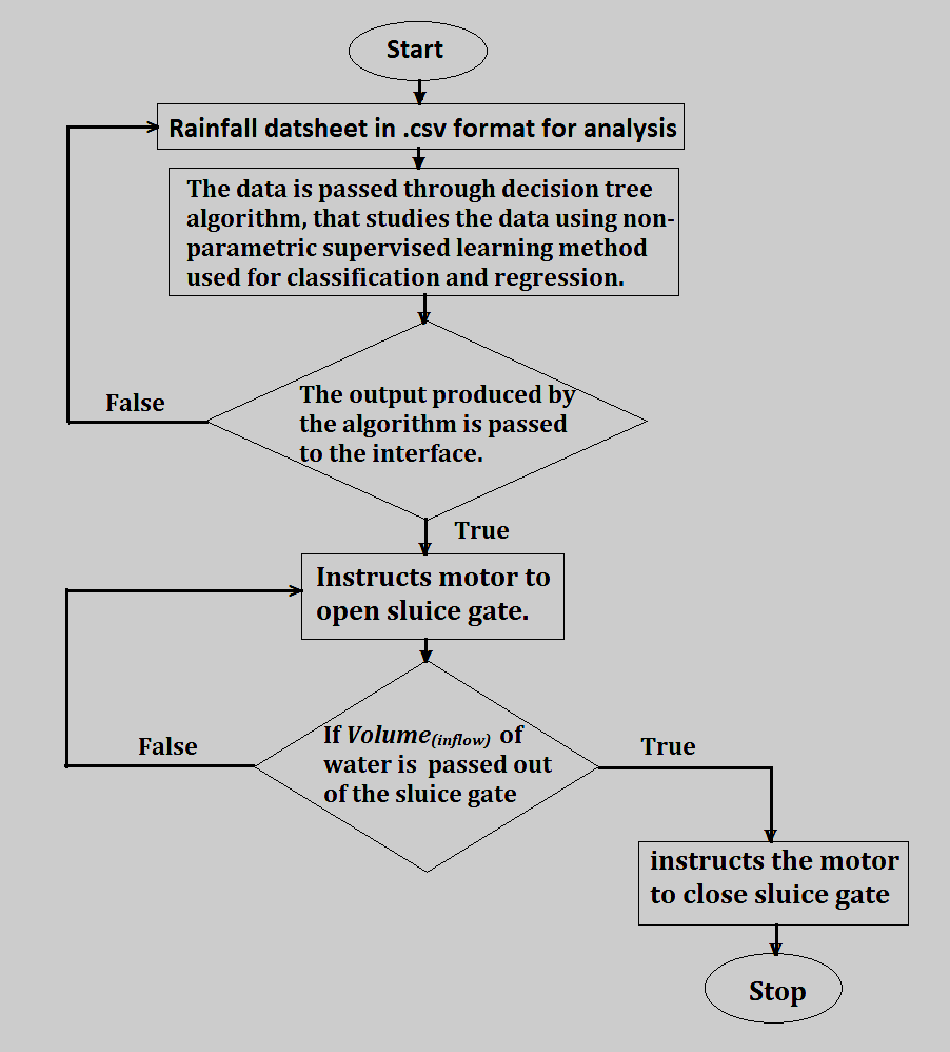 Start
Rainfall datsheet in .csv format for analysis
The data is passed through decision tree
algorithm, that studies the data using non-
parametric supervised learning method
used for classification and regression.
False
The output produced by
the algorithm is passed
to the interface.
True
Instructs motor to
open sluice gate.
False
If Volume(inflow) of
water is passed out
of the sluice gate
True
instructs the motor
to close sluice gate
Stop